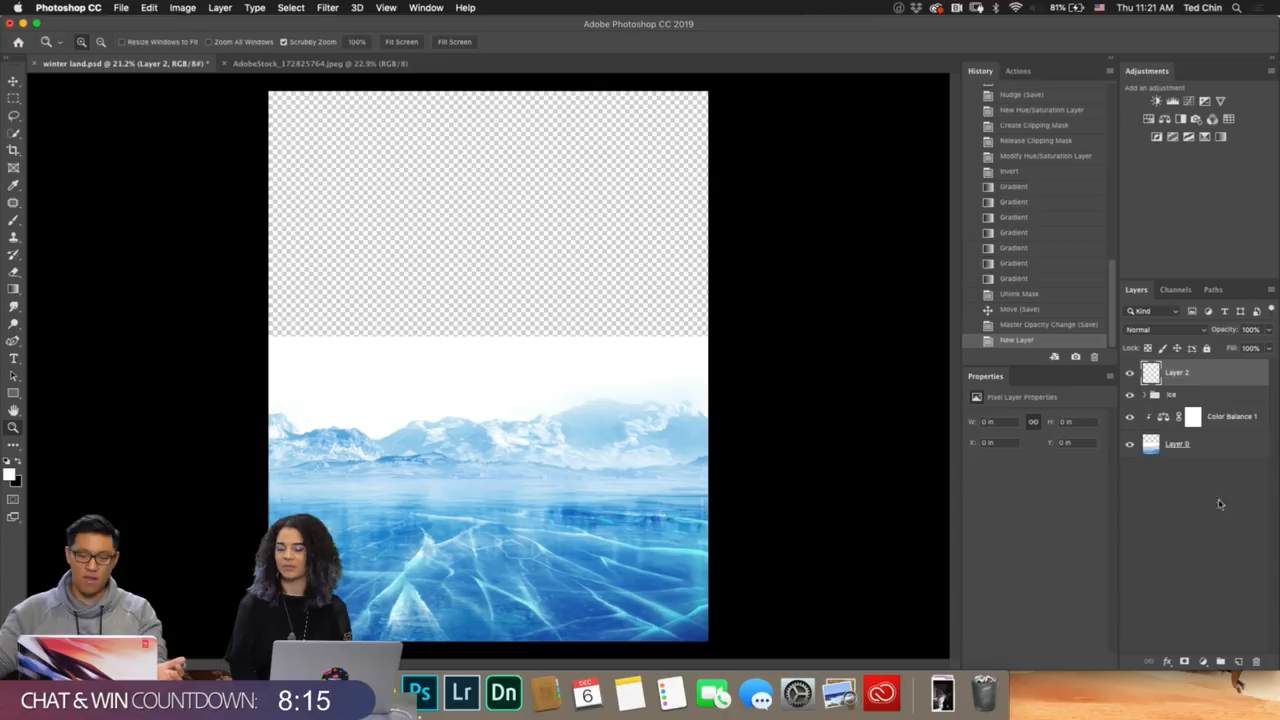 Photoshop CC File Edit Image Layer Type Select Filter 3D View Window Help
81% Thu 11:21 AM Ted Chin
Adobe Photoshop CC 2019
Resize Windows to Fit Zoom All Windows Scrubby Zoom 100% Fit Screen Fill Screen
winter land.psd @ 21.2% (Layer 2, RGB/8#) * AdobeStock_172825764.jpeg @ 22.9% (RGB/8)
History Actions
Nudge (Save)
New Hue/Saturation Layer
Create Clipping Mask
Release Clipping Mask
Modify Hue/Saturation Layer
Invert
Gradient
Gradient
Gradient
Gradient
Gradient
Gradient
Gradient
Unlink Mask
Move (Save)
Master Opacity Change (Save)
New Layer
Properties
Pixel Layer Properties
W: 0 in H: 0 in
X: 0 in Y: 0 in
Adjustments
Add an adjustment
Layers Channels Paths
Kind
Normal Opacity: 100%
Lock: Fill: 100%
Layer 2
Ice
Color Balance 1
Layer 0
CHAT & WIN COUNTDOWN: 8:15
Ps Lr Dn
DEC
6